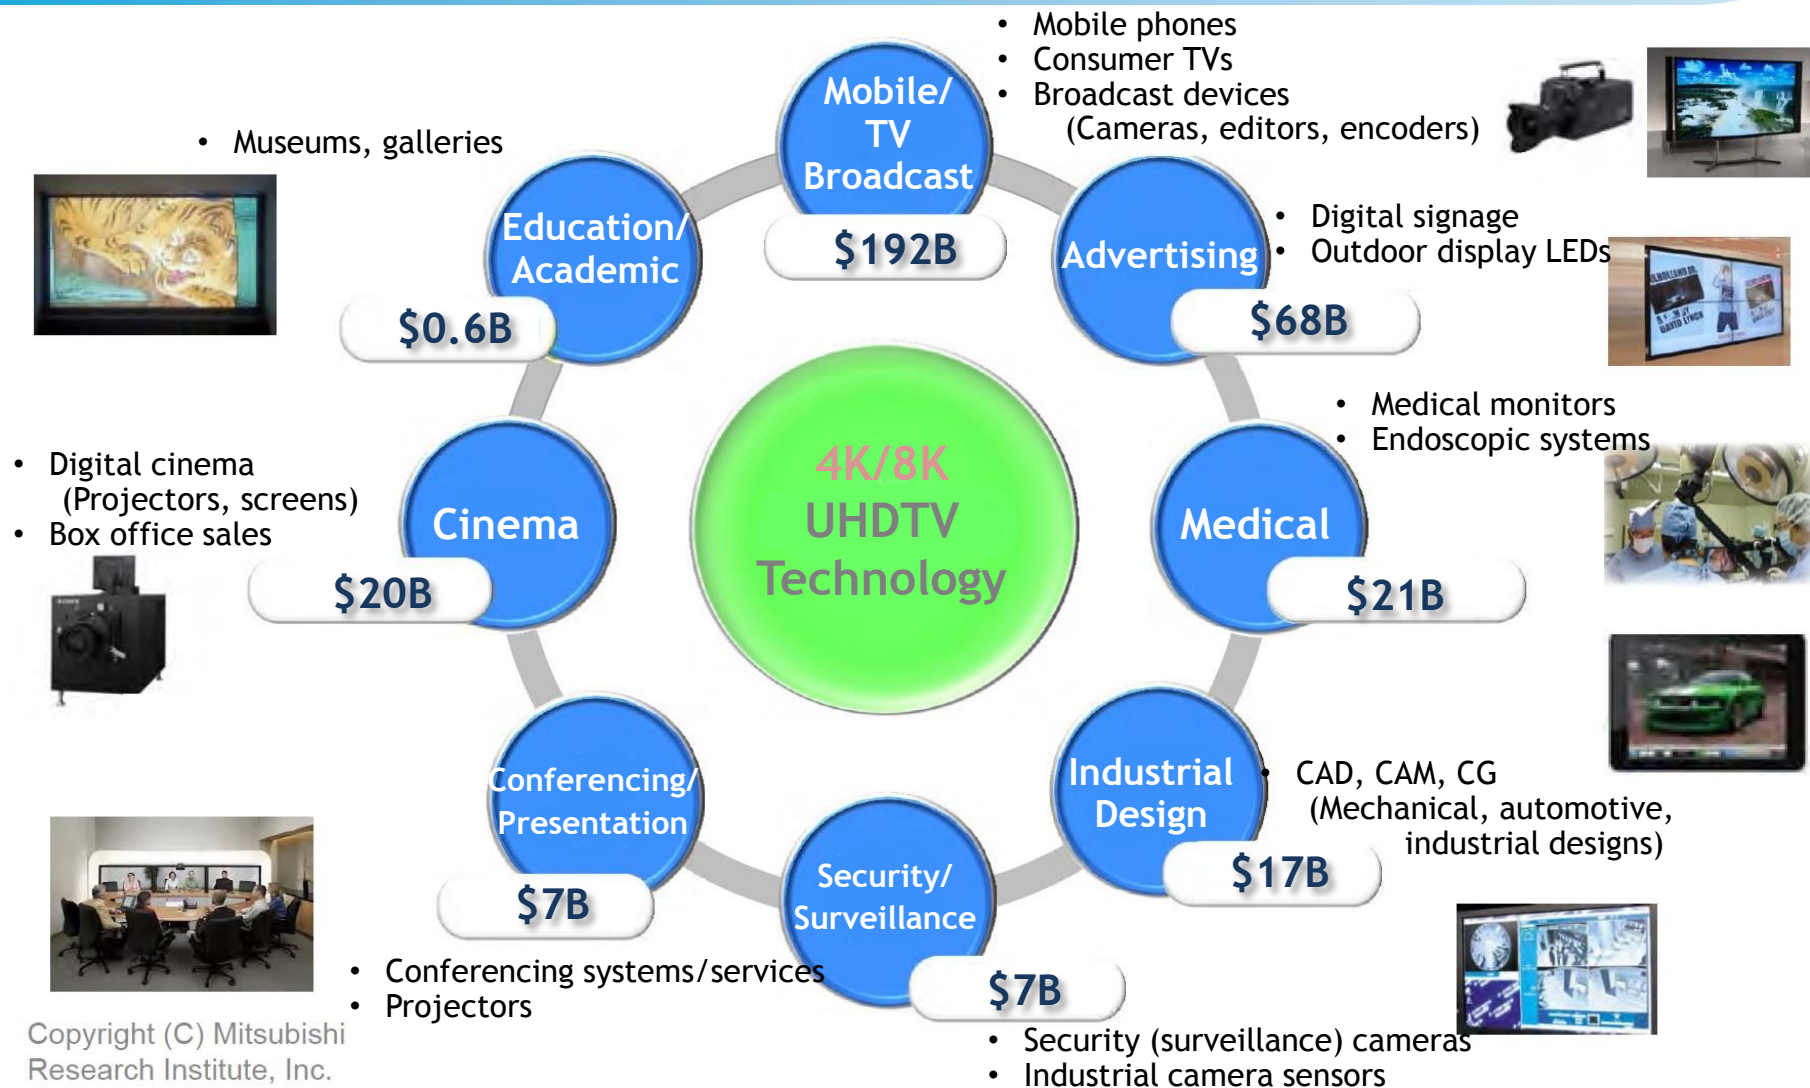 • Mobile phones
• Consumer TVs
• Broadcast devices
(Cameras, editors, encoders)
Mobile/
TV
Broadcast
$192B
• Museums, galleries
Education/
Academic
$0.6B
Advertising
$68B
• Digital signage
• Outdoor display LEDs
• Medical monitors
• Endoscopic systems
Medical
$21B
4K/8K
UHDTV
Technology
• Digital cinema
(Projectors, screens)
• Box office sales
Cinema
$20B
SONY
Industrial
Design
$17B
• CAD, CAM, CG
(Mechanical, automotive,
industrial designs)
Conferencing/
Presentation
$7B
• Conferencing systems/services
• Projectors
Security/
Surveillance
$7B
• Security (surveillance) cameras
• Industrial camera sensors
DAVID LYNCH
Copyright (C) Mitsubishi
Research Institute, Inc.